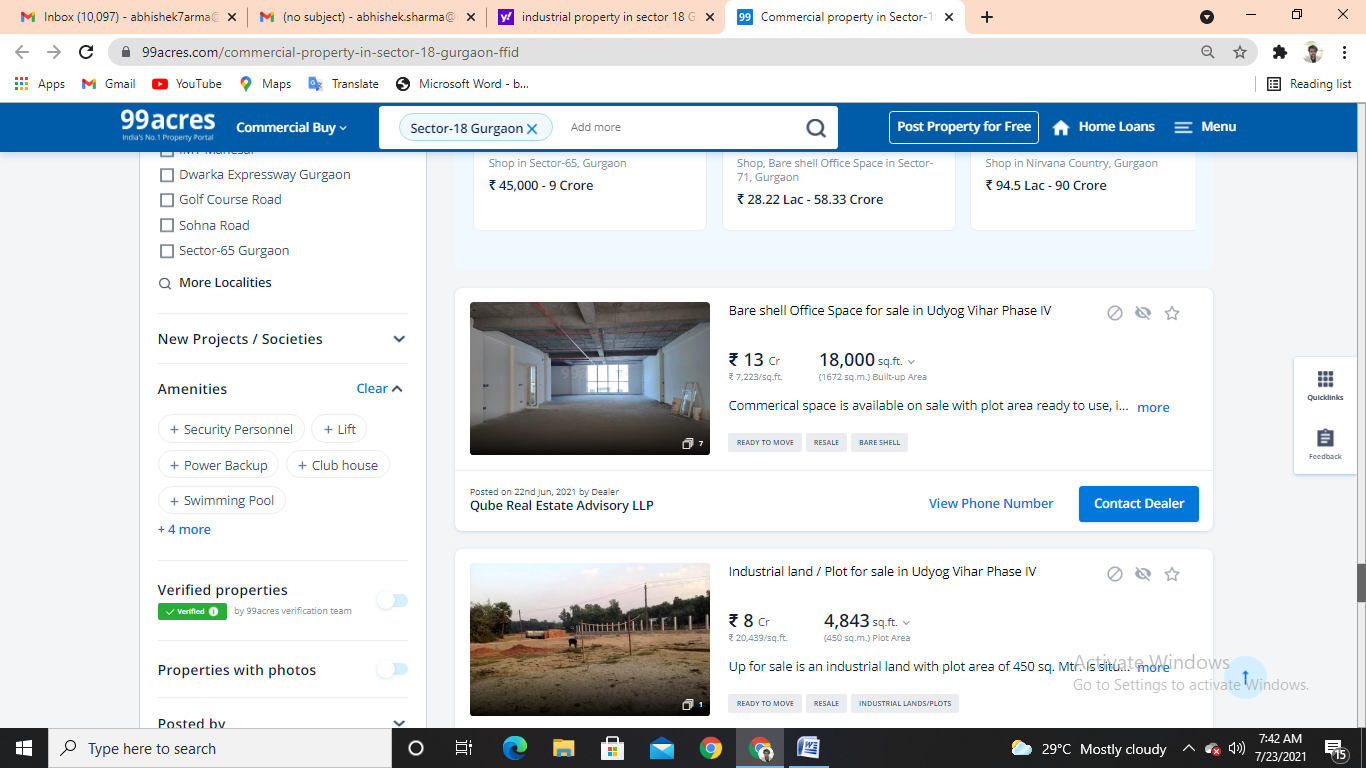 Inbox (10,097) - abhishek7arma@
(no subject) - abhishek.sharma@
industrial property in sector 18 G
99 Commercial property in Sector-1
99acres.com/commercial-property-in-sector-18-gurgaon-ffid
Apps
Gmail
YouTube
Maps
Translate
Microsoft Word - b...
Reading list
99acres
India's No.1 Property Portal
Commercial Buy
Sector-18 Gurgaon
Add more
Post Property for Free
Home Loans
Menu
Dwarka Expressway Gurgaon
Golf Course Road
Sohna Road
Sector-65 Gurgaon
More Localities
New Projects / Societies
Amenities
Clear
+ Security Personnel
+ Lift
+ Power Backup
+ Club house
+ Swimming Pool
+ 4 more
Verified properties
Verified
by 99acres verification team
Properties with photos
Posted by
Shop in Sector-65, Gurgaon
₹ 45,000 - 9 Crore
Shop, Bare shell Office Space in Sector-
71, Gurgaon
₹ 28.22 Lac - 58.33 Crore
Shop in Nirvana Country, Gurgaon
₹ 94.5 Lac - 90 Crore
7
Bare shell Office Space for sale in Udyog Vihar Phase IV
₹ 13 Cr
₹ 7,223/sq.ft.
18,000 sq.ft.
(1672 sq.m.) Built-up Area
Commerical space is available on sale with plot area ready to use, i... more
READY TO MOVE
RESALE
BARE SHELL
Posted on 22nd Jun, 2021 by Dealer
Qube Real Estate Advisory LLP
View Phone Number
Contact Dealer
1
Industrial land / Plot for sale in Udyog Vihar Phase IV
₹ 8 Cr
₹ 20,439/sq.ft.
4,843 sq.ft.
(450 sq.m.) Plot Area
Up for sale is an industrial land with plot area of 450 sq. Mtr. Is situ... more
READY TO MOVE
RESALE
INDUSTRIAL LANDS/PLOTS
Quicklinks
Feedback
Activate Windows
Go to Settings to activate Windows.
Type here to search
29°C Mostly cloudy
7:42 AM
7/23/2021
15